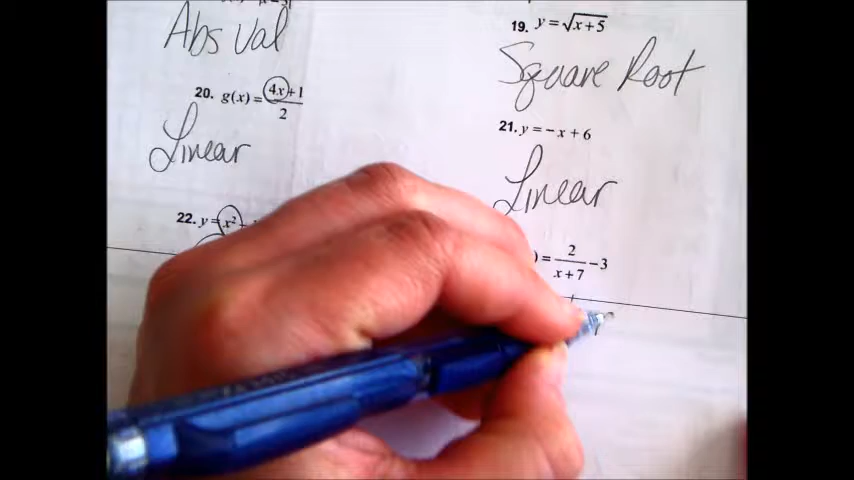 Abs Val
19. y = √x+5
Square Root
20. g(x) = 4x+1 / 2
Linear
21. y = - x + 6
Linear
22. y = x²
) = 2 / x+7 - 3